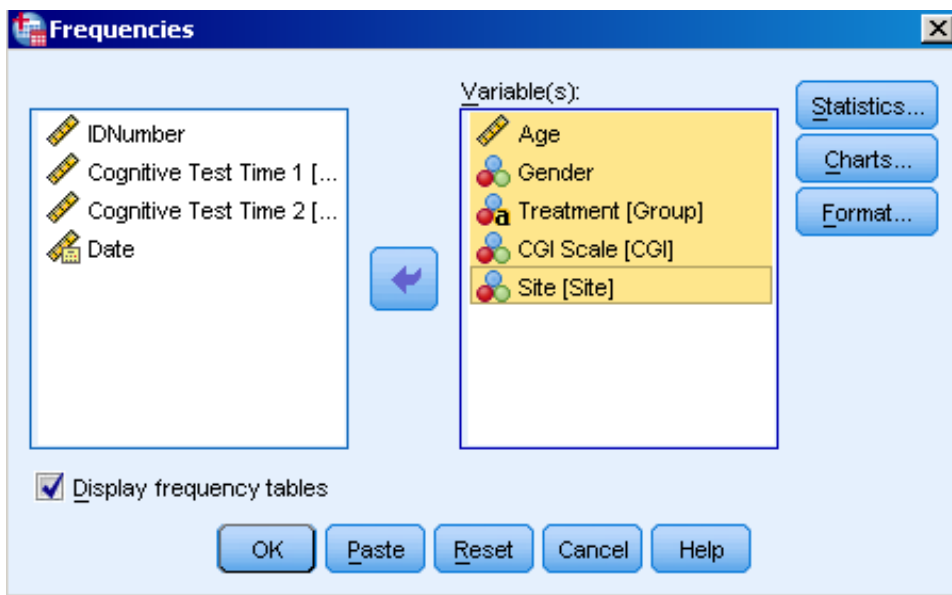 Frequencies
IDNumber
Cognitive Test Time 1 [...
Cognitive Test Time 2 [...
Date
Variable(s):
Age
Gender
Treatment [Group]
CGI Scale [CGI]
Site [Site]
Statistics...
Charts...
Format...
Display frequency tables
OK
Paste
Reset
Cancel
Help